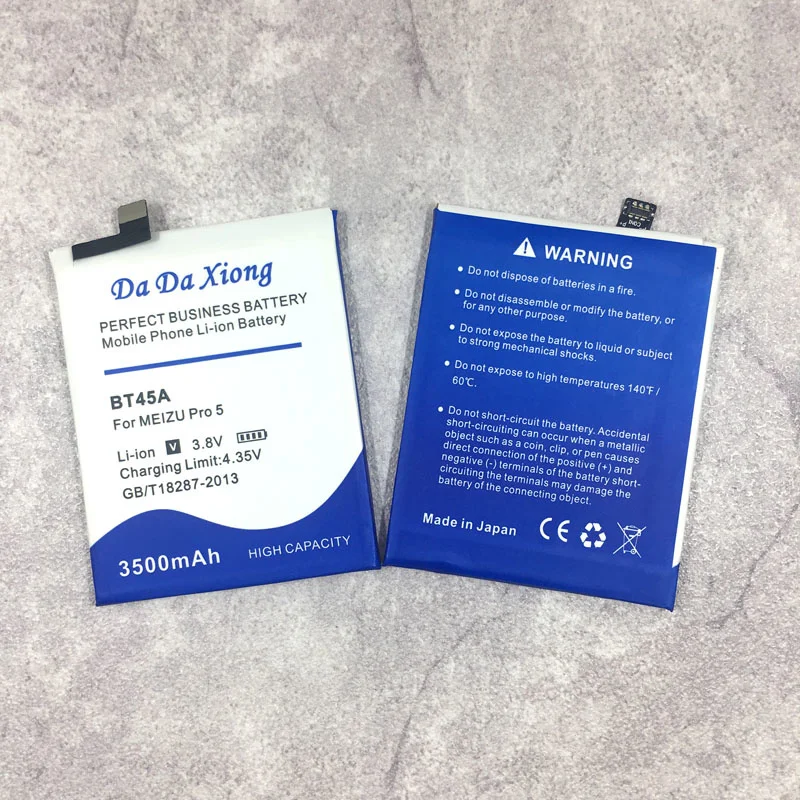 Da Da Xiong
PERFECT BUSINESS BATTERY
Mobile Phone Li-ion Battery
BT45A
For MEIZU Pro 5
Li-ion V 3.8V
Charging Limit:4.35V
GB/T18287-2013
3500mAh
HIGH CAPACITY
WARNING
• Do not dispose of batteries in a fire.
• Do not disassemble or modify the battery, or
for any other purpose.
• Do not expose the battery to liquid or subject
to strong mechanical shocks.
• Do not expose to high temperatures 140℉/
60℃.
• Do not short-circuit the battery. Accidental
short-circuiting can occur when a metallic
object such as a coin, clip, or pen causes
direct connection of the positive (+) and
negative (-) terminals of the battery short-
circuiting the terminals may damage the
battery of the connecting object.
Made in Japan
CE